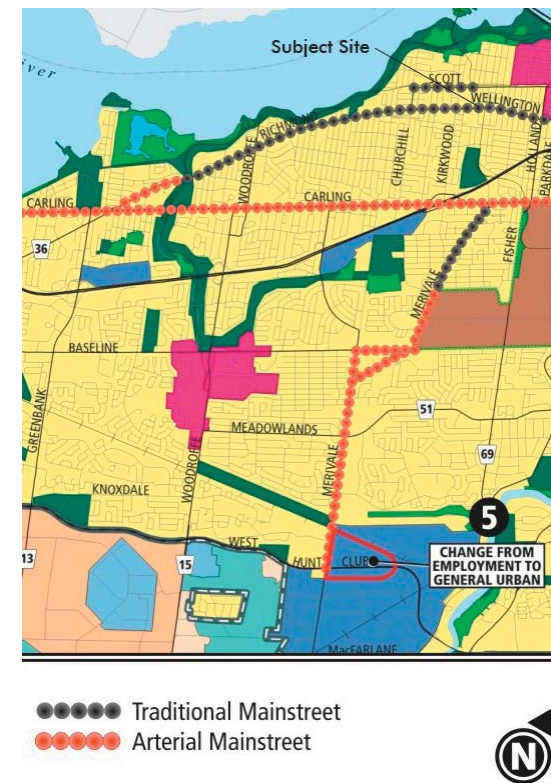 Subject Site
iver
SCOTT
WELLINGTON
RICHMOND
WOODROFFE
CHURCHILL
KIRKWOOD
HOLLAND
PARKDALE
CARLING
CARLING
36
FISHER
MERIVALE
BASELINE
GREENBANK
51
MEADOWLANDS
69
WOODROFFE
MERIVALE
KNOXDALE
5
WEST
HUNT
CLUB
CHANGE FROM
EMPLOYMENT TO
GENERAL URBAN
13
15
MacFARLANE
Traditional Mainstreet
Arterial Mainstreet
N